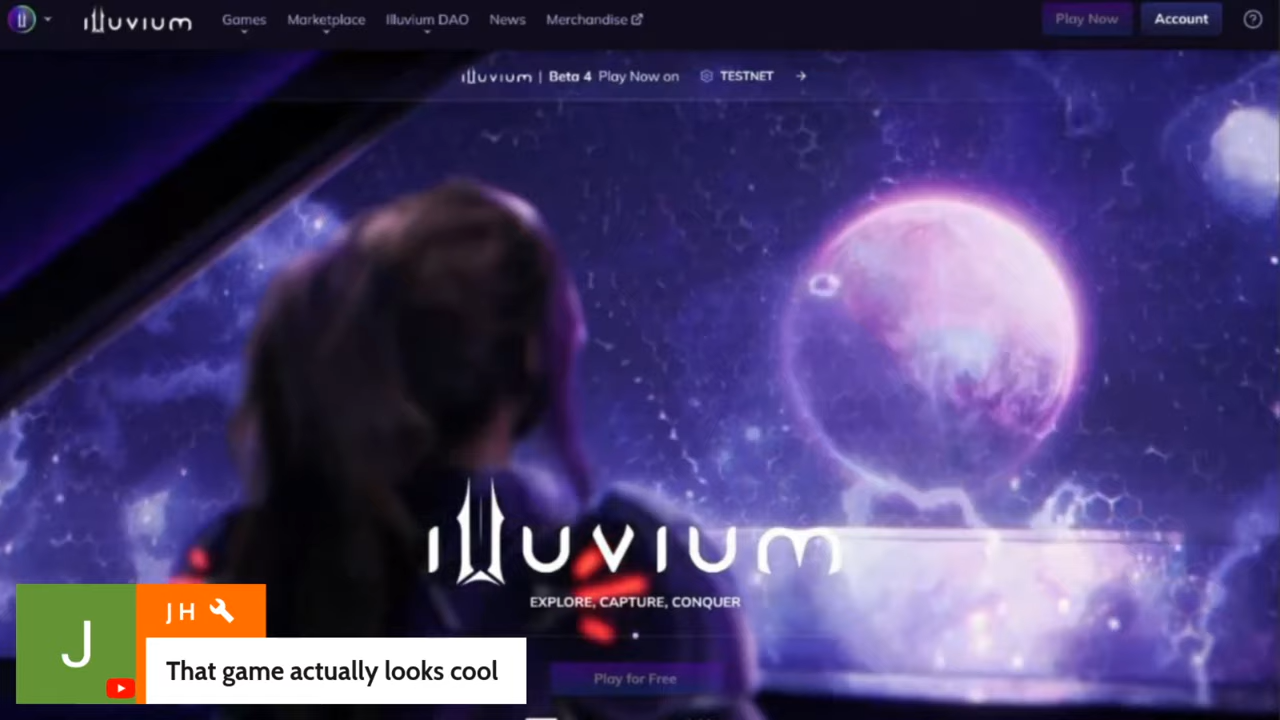 illuvium Games Marketplace Illuvium DAO News Merchandise Play Now Account ?
illuvium | Beta 4 Play Now on TESTNET
illuvium
EXPLORE, CAPTURE, CONQUER
J H
J
That game actually looks cool
Play for Free